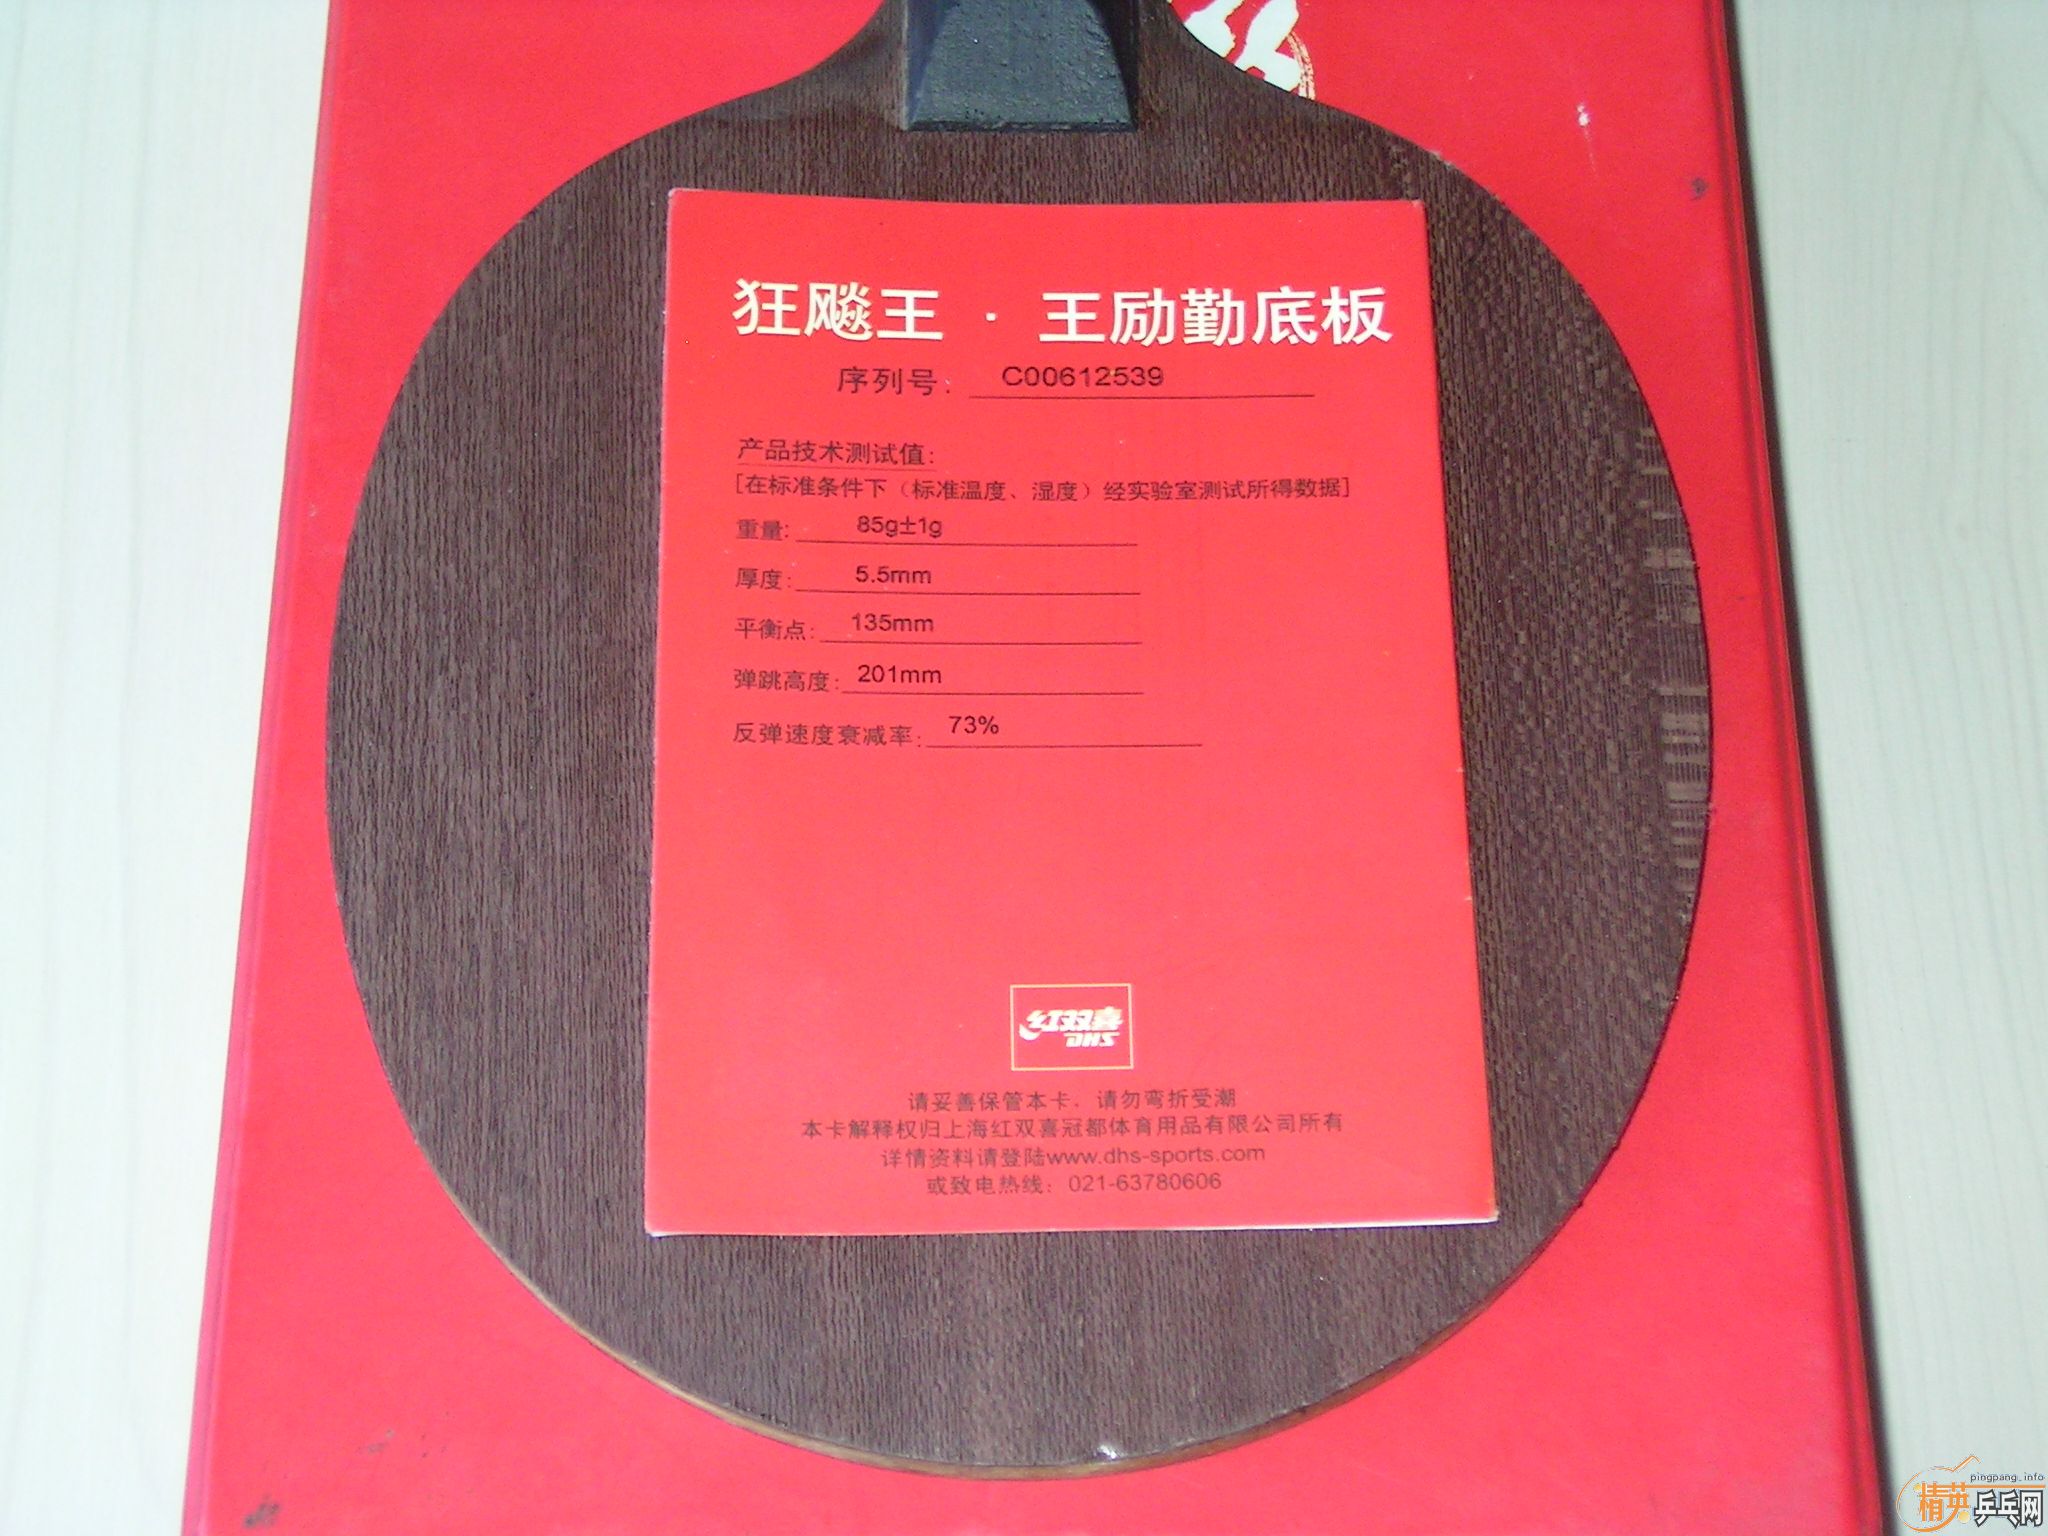 狂飚王 · 王励勤底板
序列号: C00612539
产品技术测试值:
[在标准条件下（标准温度、湿度）经实验室测试所得数据]
重量: 85g±1g
厚度: 5.5mm
平衡点: 135mm
弹跳高度: 201mm
反弹速度衰减率: 73%
红双喜
DHS
请妥善保管本卡，请勿弯折受潮
本卡解释权归上海红双喜冠都体育用品有限公司所有
详情资料请登陆www.dhs-sports.com
或致电热线：021-63780606
pingpang.info
精英乒乓网